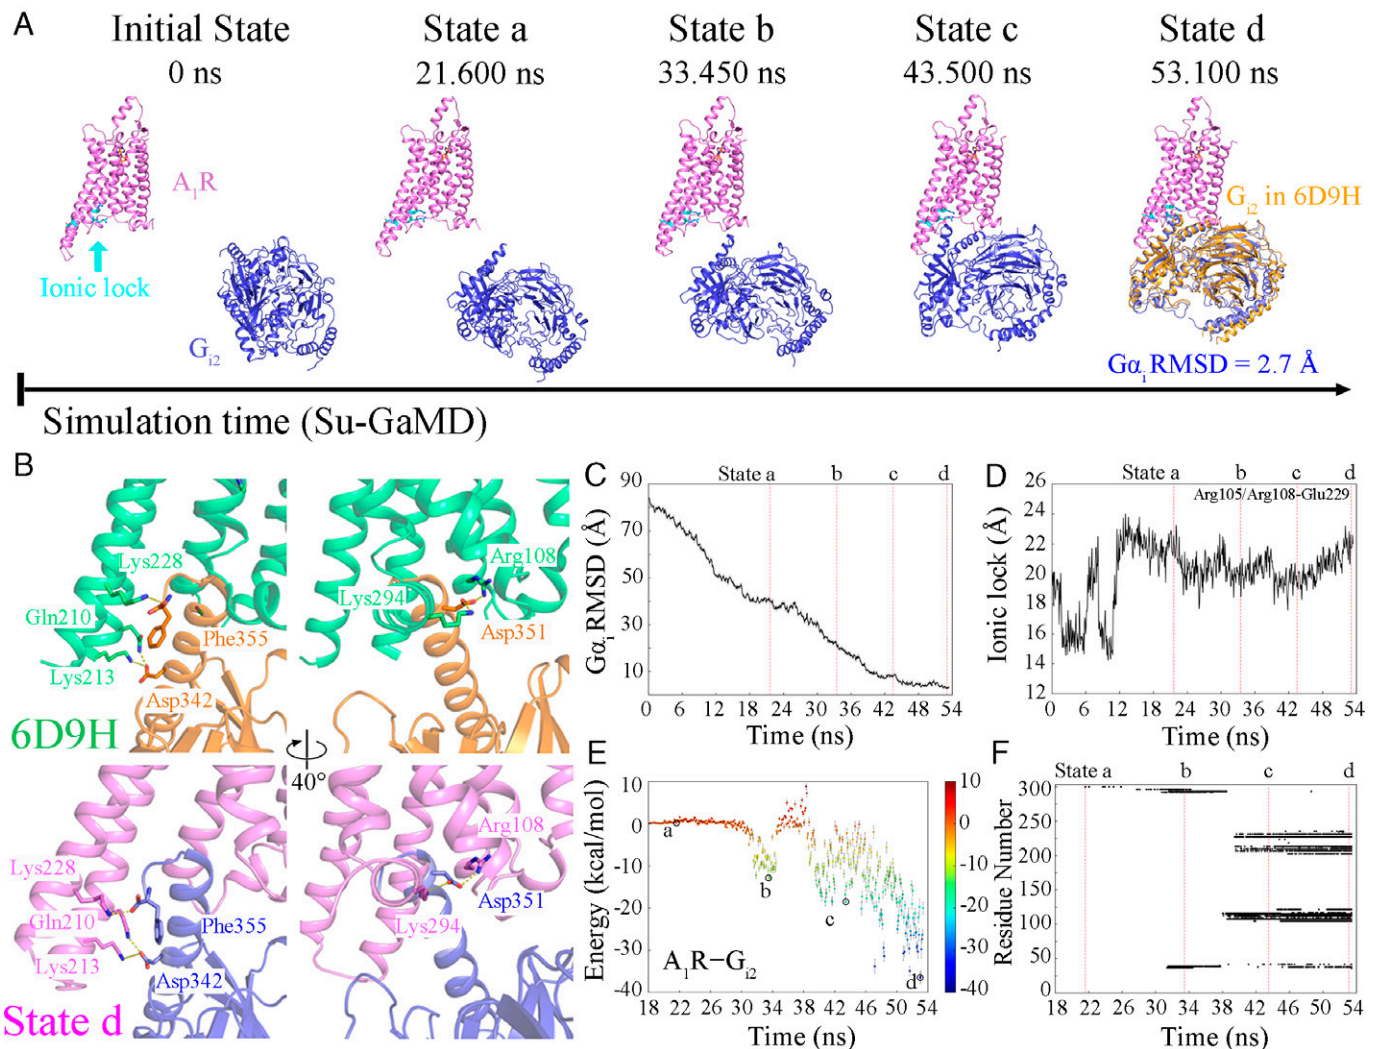 A
Initial State State a State b State c State d
0 ns 21.600 ns 33.450 ns 43.500 ns 53.100 ns
A₁R
Gᵢ₂ in 6D9H
Ionic lock
Gᵢ₂
Gαᵢ RMSD = 2.7 Å
Simulation time (Su-GaMD)
B
Lys228
Gln210
Phe355
Lys213
Asp342
6D9H
Arg108
Lys294
Asp351
40°
Lys228
Gln210
Phe355
Lys213
Asp342
State d
Arg108
Asp351
Lys294
C
State a b c d
90
70
50
30
10
Gαᵢ RMSD (Å)
0 6 12 18 24 30 36 42 48 54
Time (ns)
D
State a b c d
Arg105/Arg108-Glu229
26
24
22
20
18
16
14
12
Ionic lock (Å)
0 6 12 18 24 30 36 42 48 54
Time (ns)
E
10
0
-10
-20
-30
-40
Energy (kcal/mol)
a
b
c
d
A₁R−Gᵢ₂
18 22 26 30 34 38 42 46 50 54
Time (ns)
10
0
-10
-20
-30
-40
F
State a b c d
300
250
200
150
100
50
0
Residue Number
18 22 26 30 34 38 42 46 50 54
Time (ns)